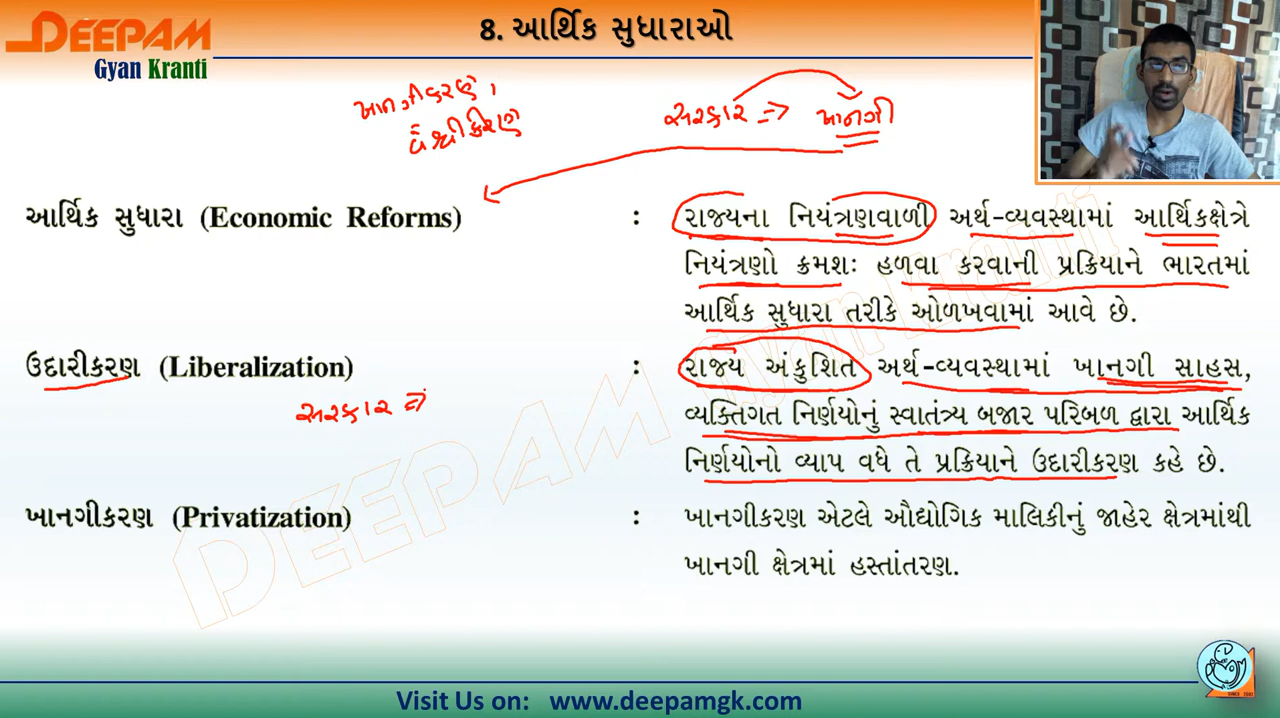 DEEPAM
Gyan Kranti
8. આર્થિક સુધારાઓ
ખાનગીકરણ,
વૈશ્વીકરણ
સરકાર ⇒ ખાનગી
આર્થિક સુધારા (Economic Reforms) : રાજ્યના નિયંત્રણવાળી અર્થ-વ્યવસ્થામાં આર્થિકક્ષેત્રે
નિયંત્રણો ક્રમશઃ હળવા કરવાની પ્રક્રિયાને ભારતમાં
આર્થિક સુધારા તરીકે ઓળખવામાં આવે છે.
ઉદારીકરણ (Liberalization) : રાજ્ય અંકુશિત અર્થ-વ્યવસ્થામાં ખાનગી સાહસ,
સરકાર ⇒
વ્યક્તિગત નિર્ણયોનું સ્વાતંત્ર્ય બજાર પરિબળ દ્વારા આર્થિક
નિર્ણયોનો વ્યાપ વધે તે પ્રક્રિયાને ઉદારીકરણ કહે છે.
ખાનગીકરણ (Privatization) : ખાનગીકરણ એટલે ઔદ્યોગિક માલિકીનું જાહેર ક્ષેત્રમાંથી
ખાનગી ક્ષેત્રમાં હસ્તાંતરણ.
DEEPAM Gyan Kranti
Visit Us on: www.deepamgk.com